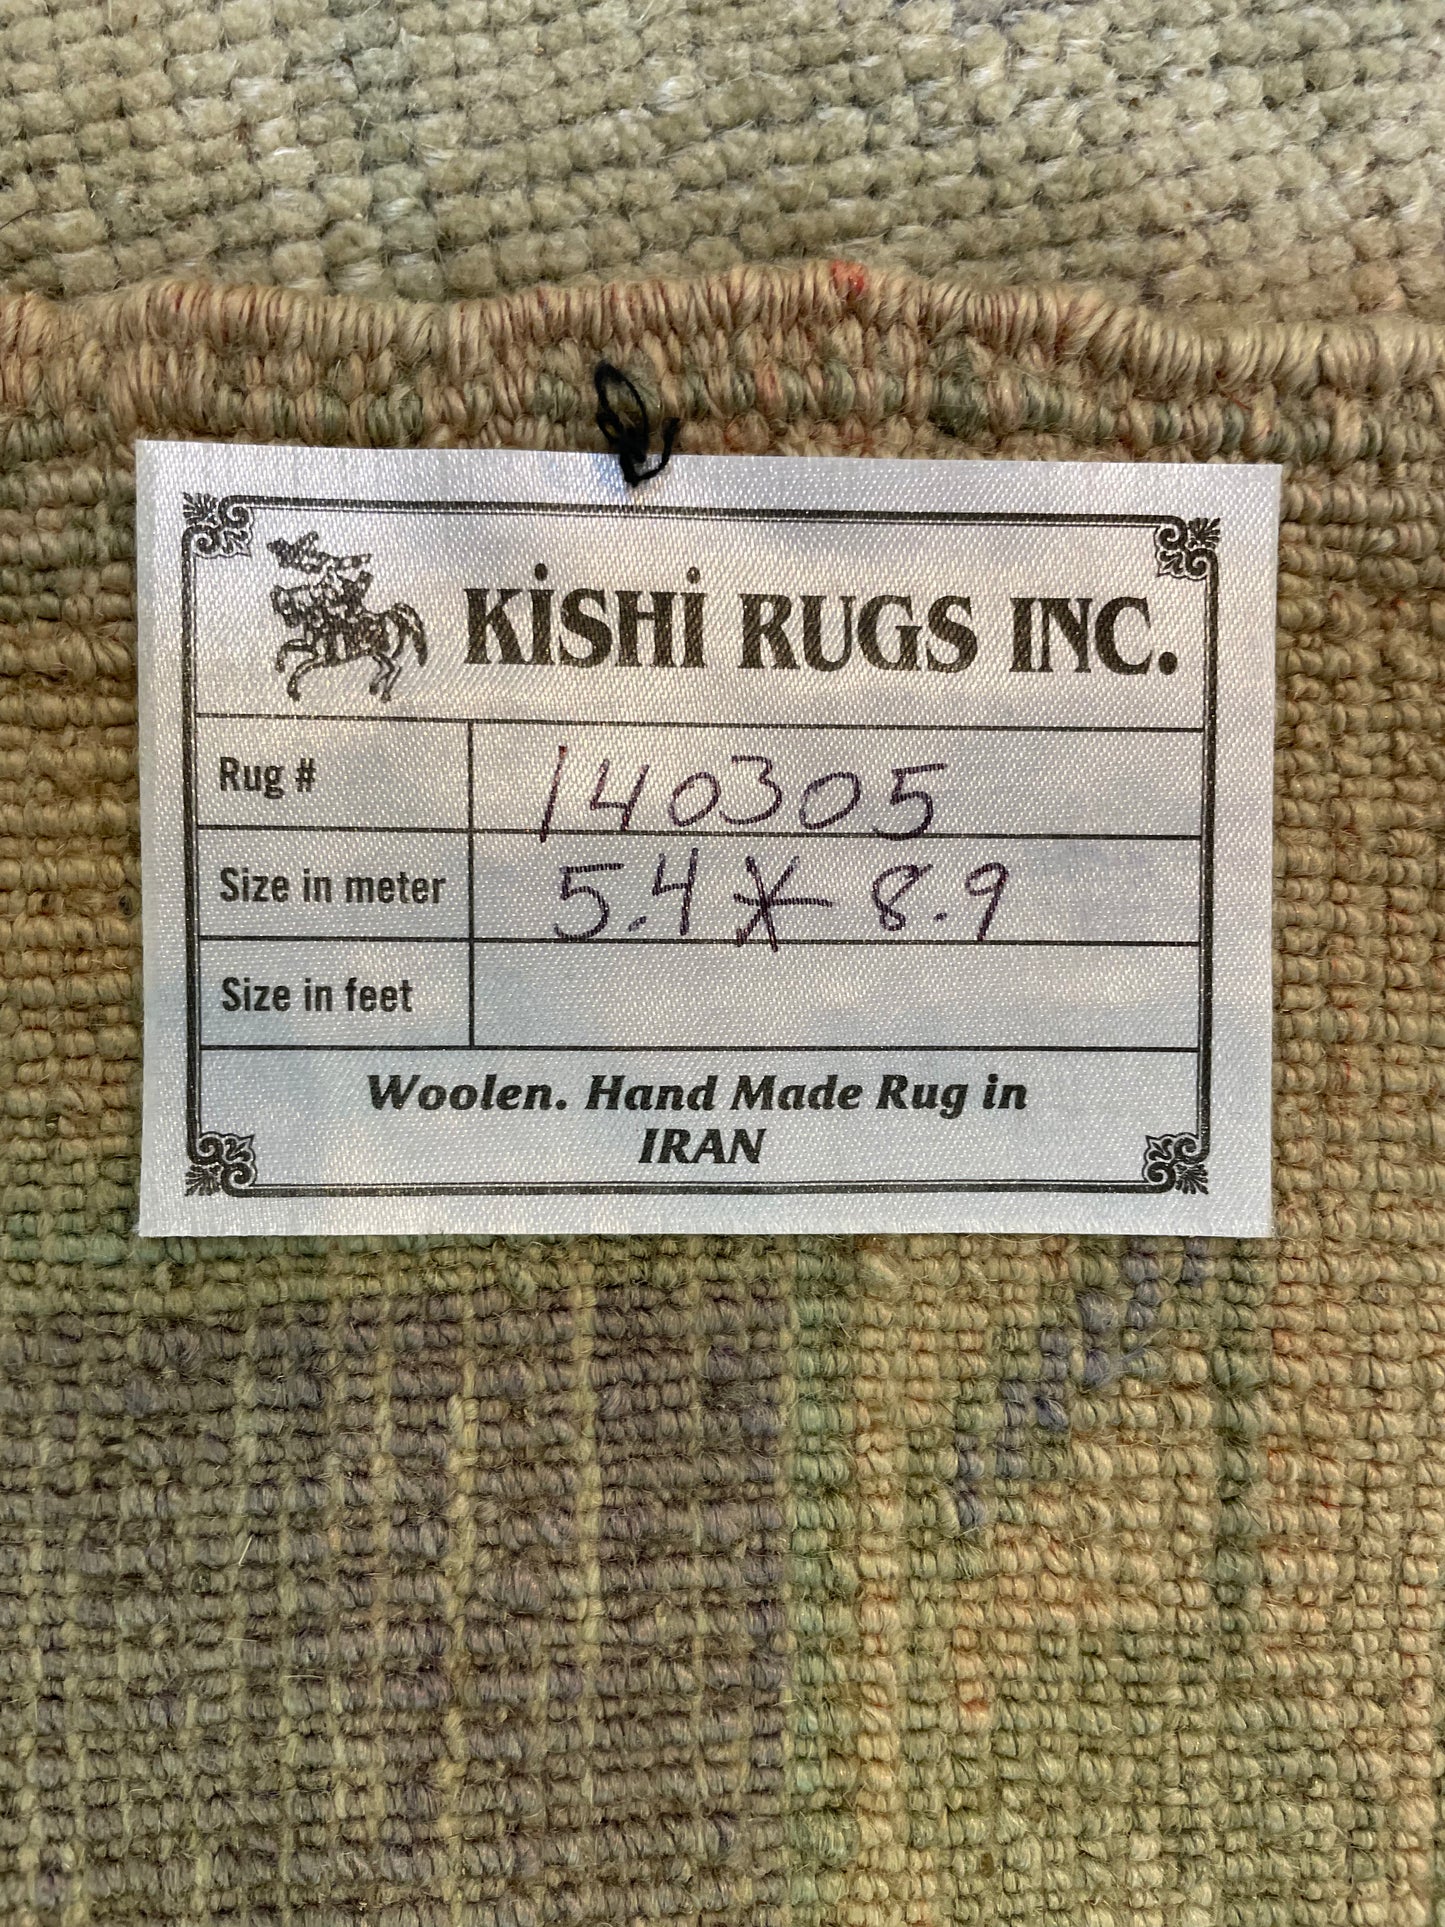 KiSHi RUGS INC.
Rug # 140305
Size in meter 5.4 * 8.9
Size in feet
Woolen. Hand Made Rug in
IRAN